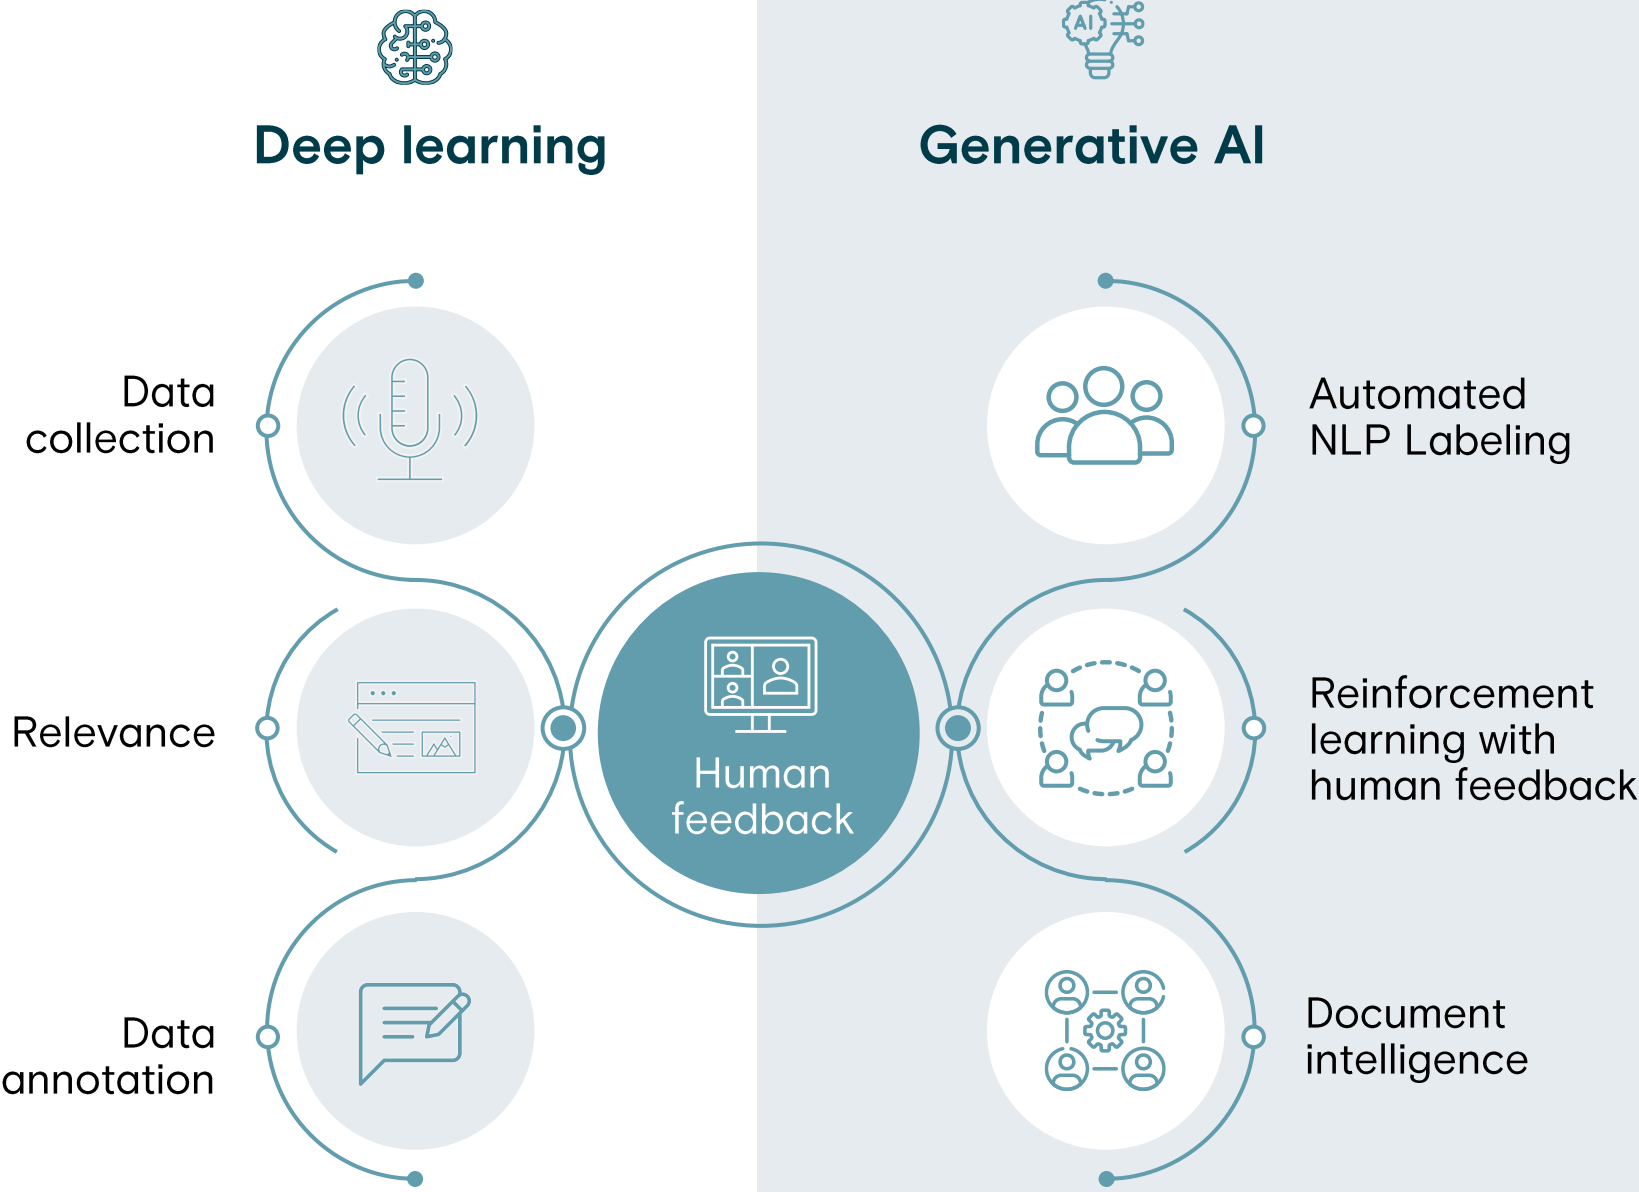 AI
Deep learning
Generative AI
Data
collection
Automated
NLP Labeling
Relevance
Human
feedback
Reinforcement
learning with
human feedback
Data
annotation
Document
intelligence